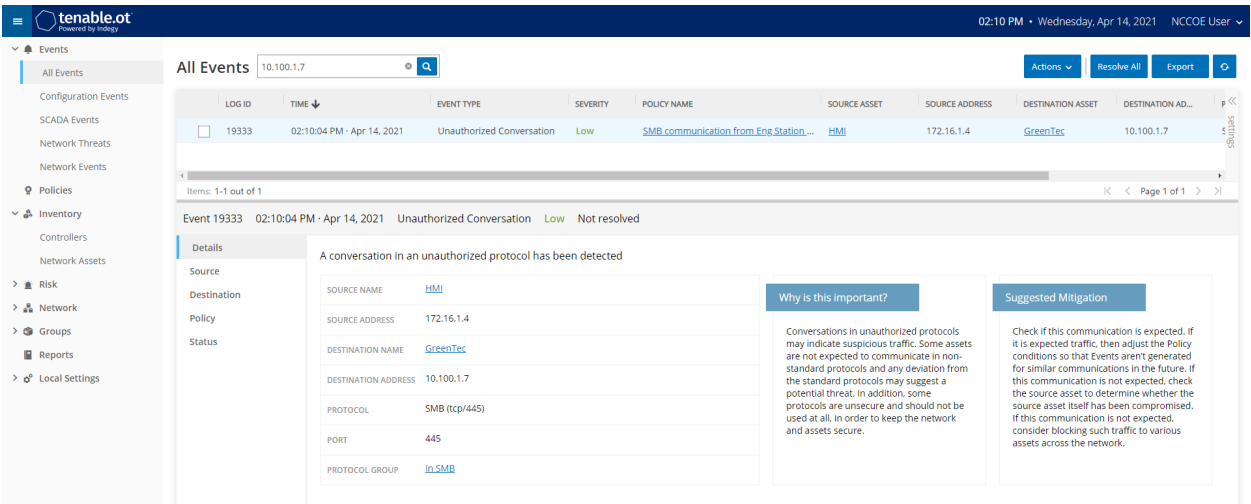 tenable.ot
Powered by Indegy
02:10 PM • Wednesday, Apr 14, 2021 NCCOE User
Events
All Events
Configuration Events
SCADA Events
Network Threats
Network Events
Policies
Inventory
Controllers
Network Assets
Risk
Network
Groups
Reports
Local Settings
All Events 10.100.1.7
Actions Resolve All Export
LOG ID TIME EVENT TYPE SEVERITY POLICY NAME SOURCE ASSET SOURCE ADDRESS DESTINATION ASSET DESTINATION AD... P
19333 02:10:04 PM · Apr 14, 2021 Unauthorized Conversation Low SMB communication from Eng Station ... HMI 172.16.1.4 GreenTec 10.100.1.7 S
settings
Items: 1-1 out of 1 Page 1 of 1
Event 19333 02:10:04 PM · Apr 14, 2021 Unauthorized Conversation Low Not resolved
Details
Source
Destination
Policy
Status
A conversation in an unauthorized protocol has been detected
SOURCE NAME HMI
SOURCE ADDRESS 172.16.1.4
DESTINATION NAME GreenTec
DESTINATION ADDRESS 10.100.1.7
PROTOCOL SMB (tcp/445)
PORT 445
PROTOCOL GROUP In SMB
Why is this important?
Conversations in unauthorized protocols
may indicate suspicious traffic. Some assets
are not expected to communicate in non-
standard protocols and any deviation from
the standard protocols may suggest a
potential threat. In addition, some
protocols are unsecure and should not be
used at all, in order to keep the network
and assets secure.
Suggested Mitigation
Check if this communication is expected. If
it is expected traffic, then adjust the Policy
conditions so that Events aren't generated
for similar communications in the future. If
this communication is not expected, check
the source asset to determine whether the
source asset itself has been compromised.
If this communication is not expected,
consider blocking such traffic to various
assets across the network.